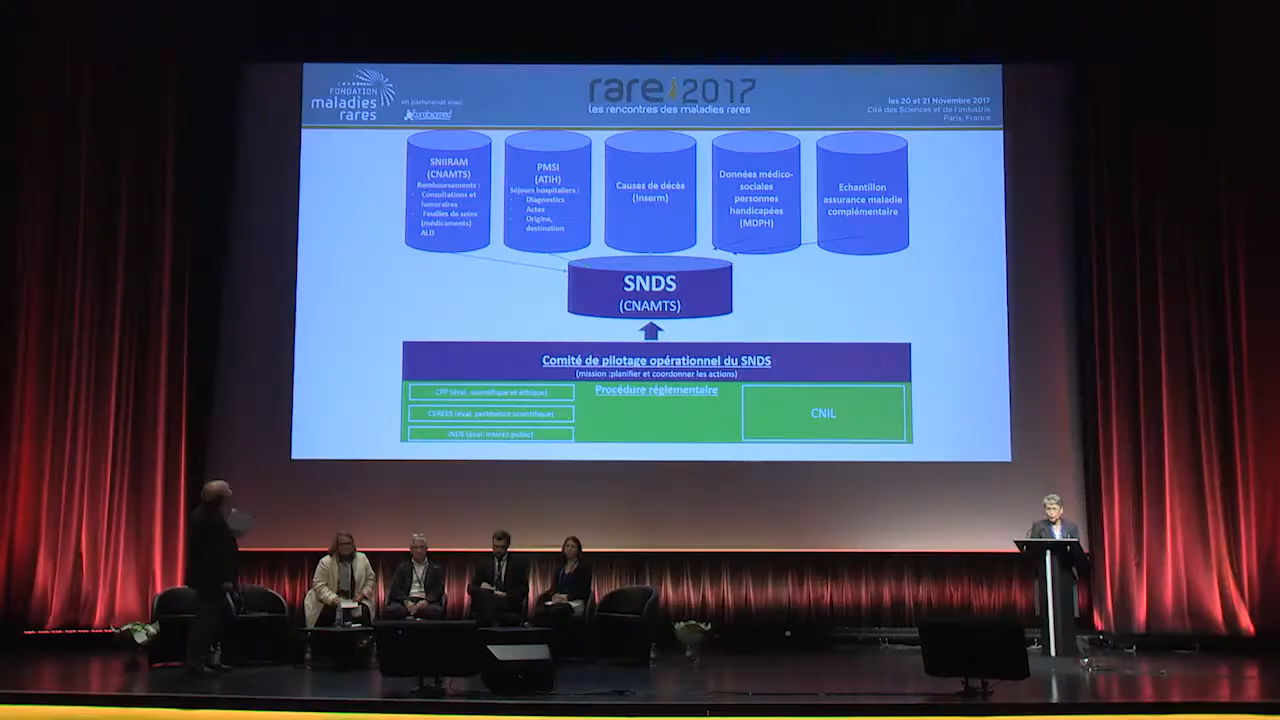 FONDATION
maladies
rares
en partenariat avec
Eurobiomed
rare 2017
les rencontres des maladies rares
les 20 et 21 Novembre 2017
Cité des Sciences et de l'Industrie
Paris, France
SNIIRAM
(CNAMTS)
Remboursements :
- Consultations et
honoraires
- Feuilles de soins
(médicaments)
ALD
PMSI
(ATIH)
Séjours hospitaliers :
- Diagnostics
- Actes
- Origine,
destination
Causes de décès
(Inserm)
Données médico-
sociales
personnes
handicapées
(MDPH)
Echantillon
assurance maladie
complémentaire
SNDS
(CNAMTS)
Comité de pilotage opérationnel du SNDS
(mission :planifier et coordonner les actions)
CPP (éval. scientifique et éthique)
CEREES (éval. pertinence scientifique)
INDS (éval. intérêt public)
Procédure réglementaire
CNIL